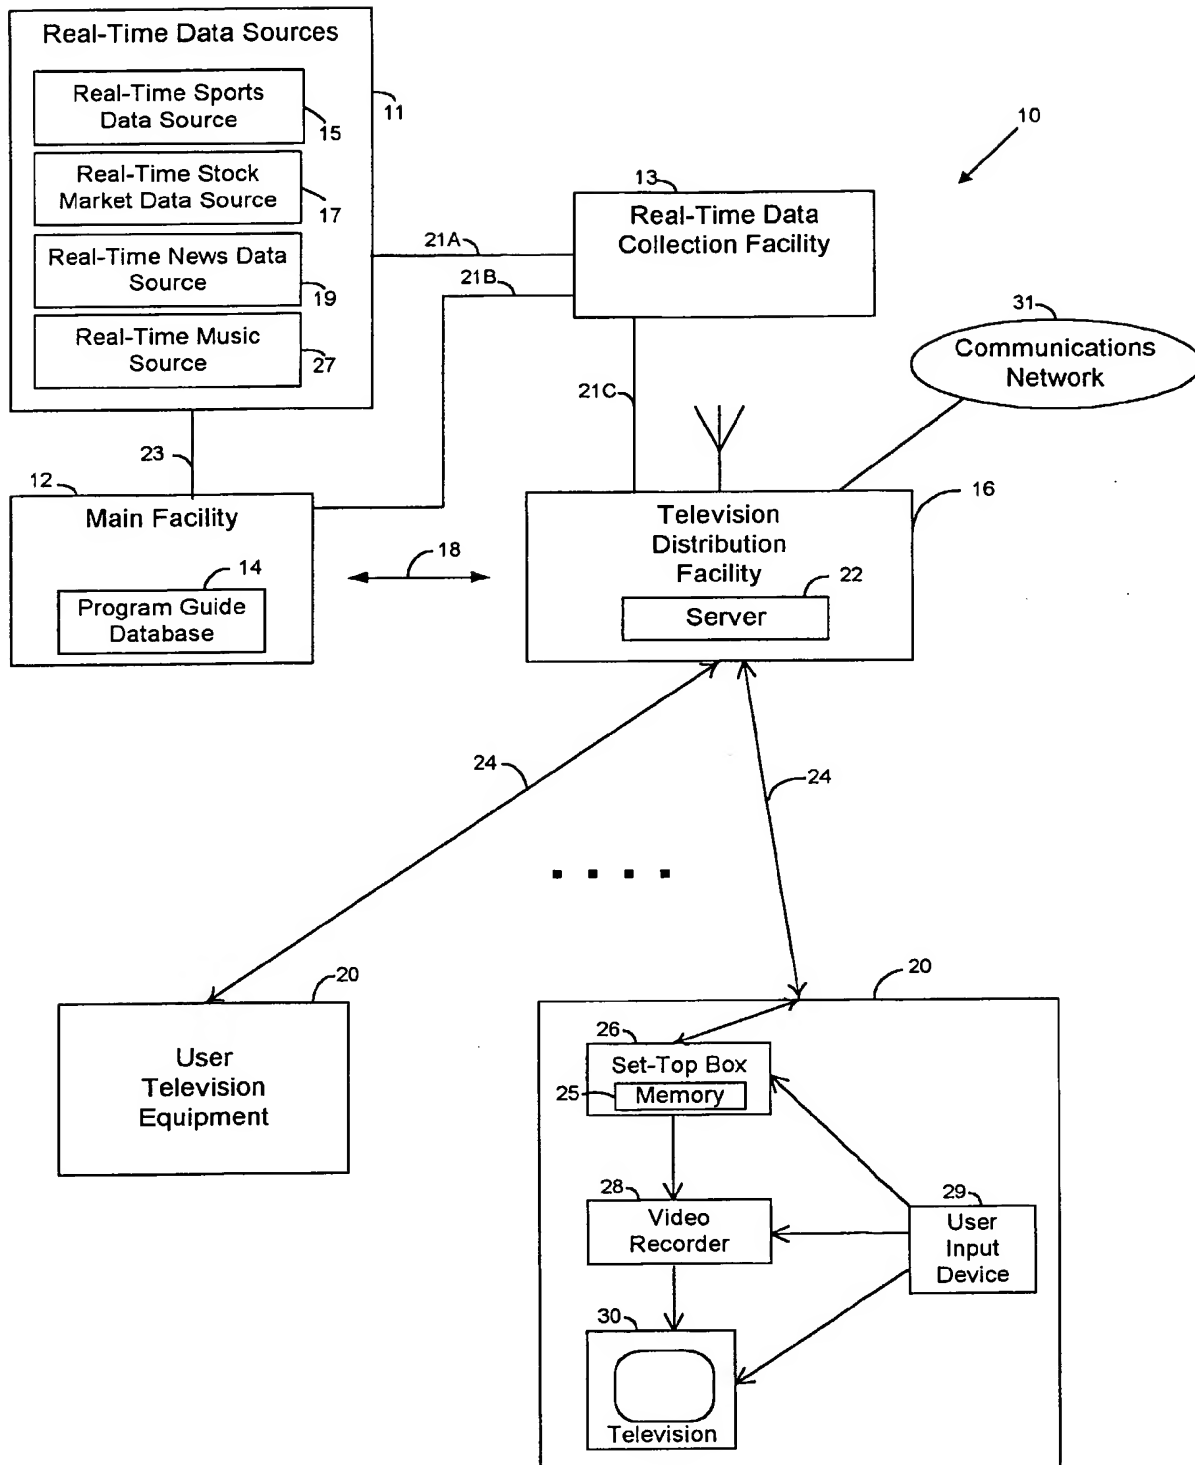 Real-Time Data Sources
11
Real-Time Sports
Data Source
15
Real-Time Stock
Market Data Source
17
Real-Time News Data
Source
19
Real-Time Music
Source
27
10
13
Real-Time Data
Collection Facility
21A
21B
21C
31
Communications
Network
23
12
Main Facility
14
Program Guide
Database
18
16
Television
Distribution
Facility
22
Server
24
24
20
User
Television
Equipment
20
26
Set-Top Box
25
Memory
28
Video
Recorder
29
User
Input
Device
30
Television